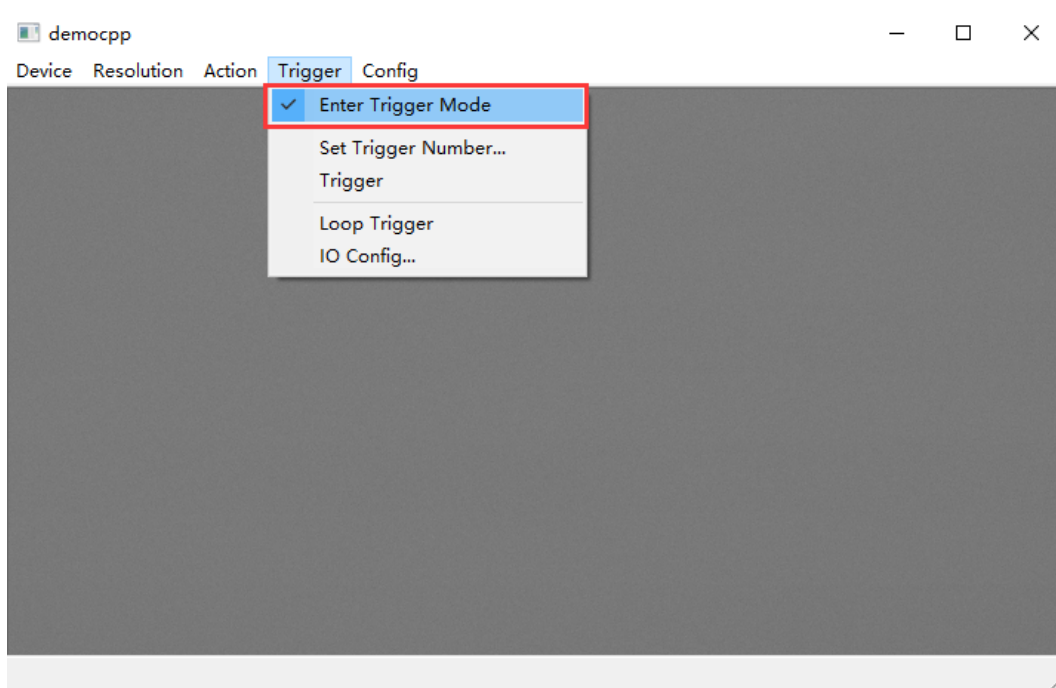 democpp
Device Resolution Action Trigger Config
Enter Trigger Mode
Set Trigger Number...
Trigger
Loop Trigger
IO Config...